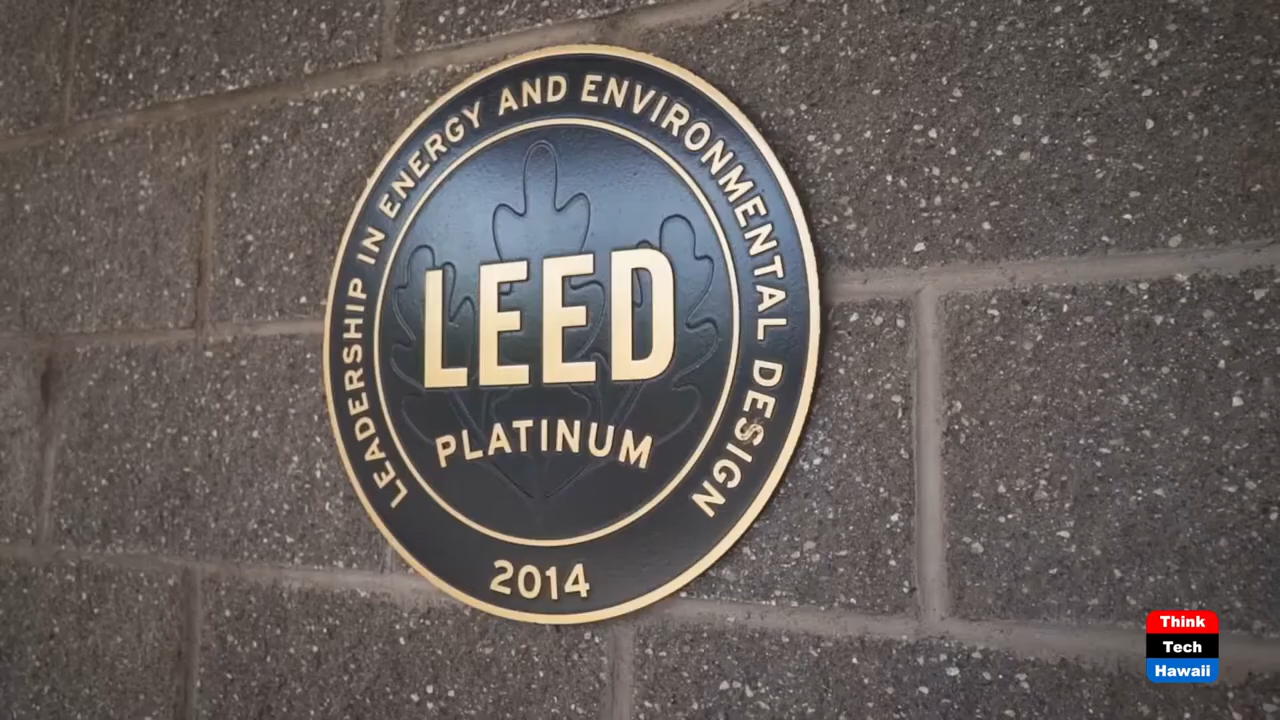 LEADERSHIP IN ENERGY AND ENVIRONMENTAL DESIGN
LEED
PLATINUM
2014
Think
Tech
Hawaii